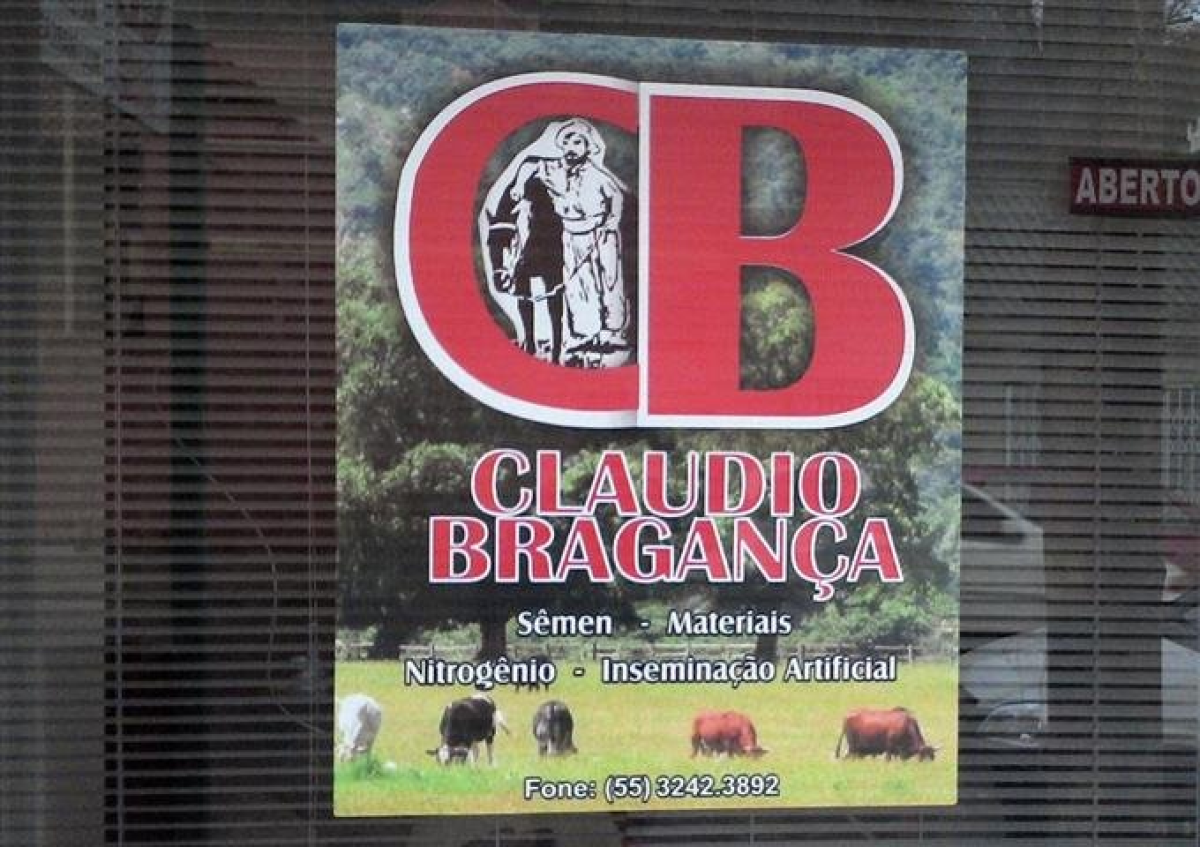 CB
ABERTO
CLAUDIO
BRAGANÇA
Sêmen - Materiais
Nitrogênio - Inseminação Artificial
Fone: (55) 3242.3892